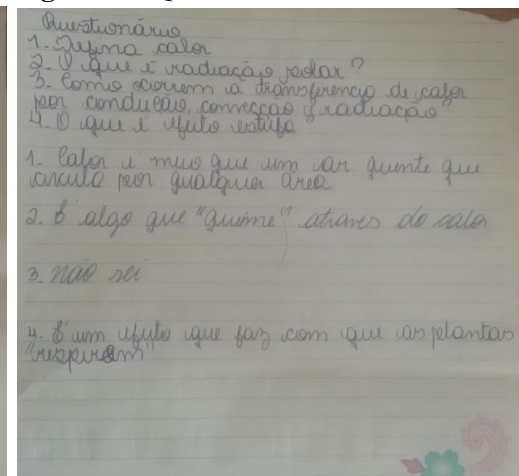 Questionário
1. Defina calor
2. O que é radiação solar?
3. Como ocorrem a transferência de calor
por condução, convecção e radiação
4. O que é efeito estufa
1. Calor é meio que um ar quente que
circula por qualquer área
2. É algo que "queime" através do calor
3. não sei
4. É um efeito que faz com que as plantas
"respirem"